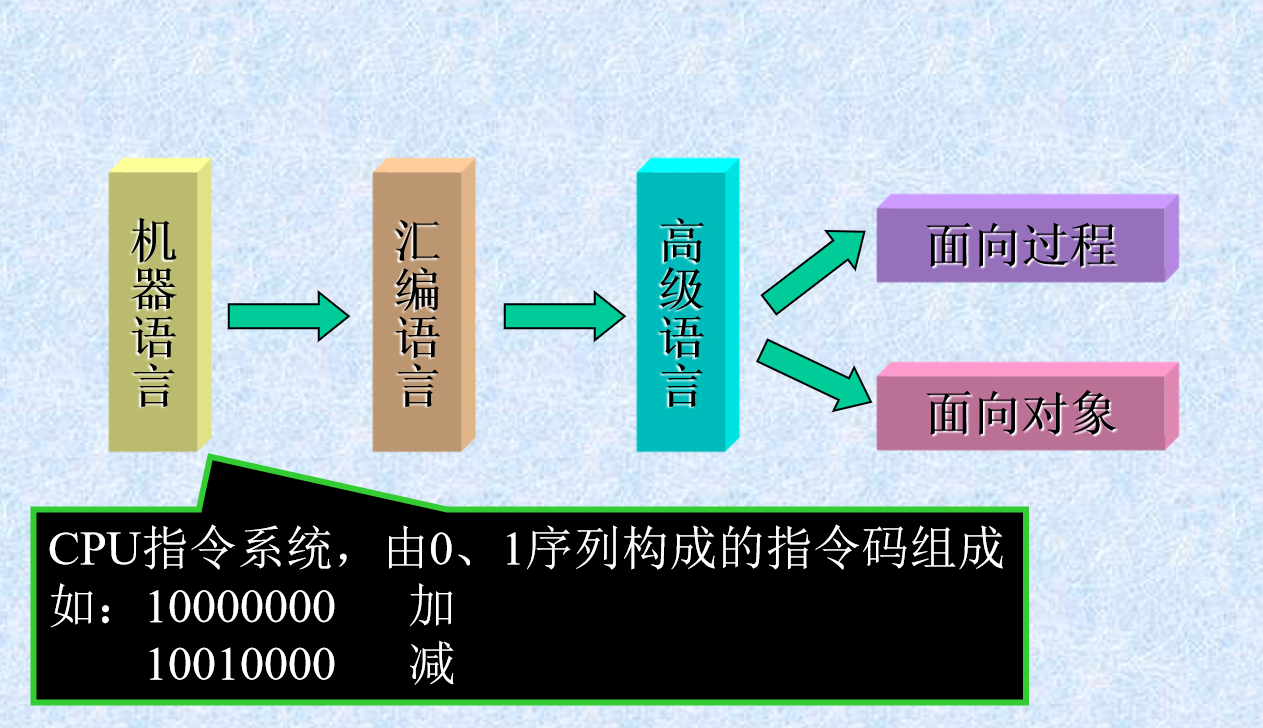 机器语言
汇编语言
高级语言
面向过程
面向对象
CPU指令系统，由0、1序列构成的指令码组成
如：10000000 加
10010000 减